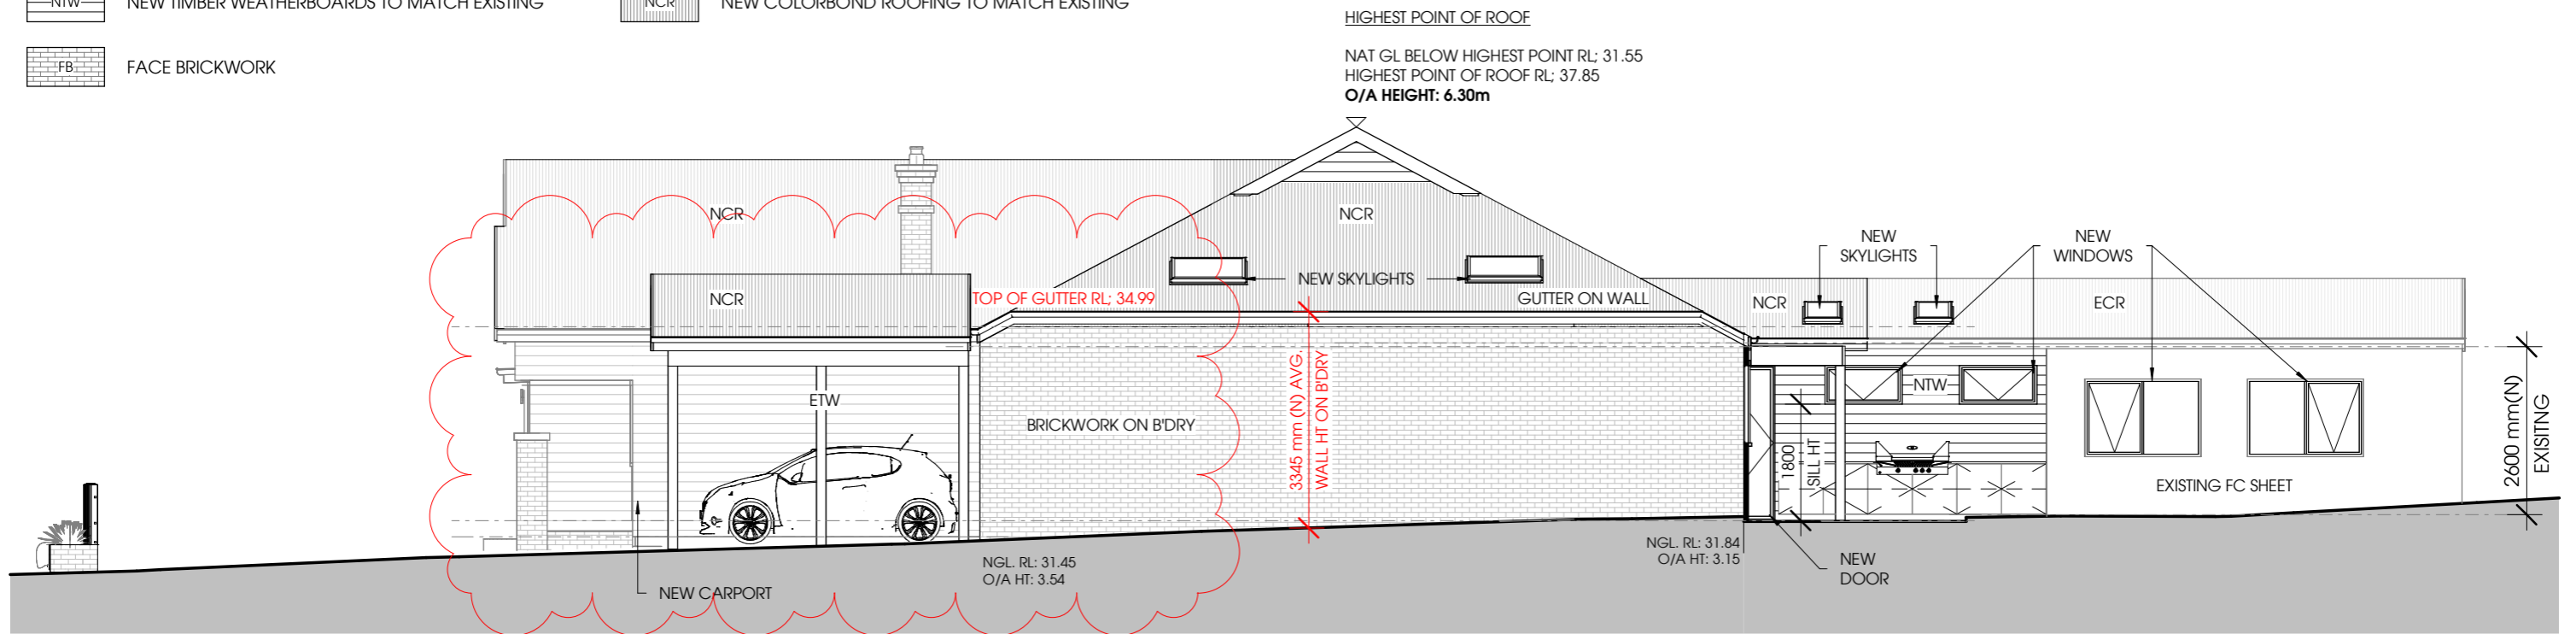 NTW
NEW TIMBER WEATHERBOARDS TO MATCH EXISTING
NCR
NEW COLORBOND ROOFING TO MATCH EXISTING
FB
FACE BRICKWORK
HIGHEST POINT OF ROOF
NAT GL BELOW HIGHEST POINT RL; 31.55
HIGHEST POINT OF ROOF RL; 37.85
O/A HEIGHT: 6.30m
NCR
NCR
NEW
SKYLIGHTS
NEW
WINDOWS
NEW SKYLIGHTS
NCR
TOP OF GUTTER RL; 34.99
GUTTER ON WALL
NCR
ECR
3345 mm (N) AVG.
WALL HT ON B'DRY
ETW
NTW
BRICKWORK ON B'DRY
1800
SILL HT
2600 mm(N)
EXISITNG
EXISTING FC SHEET
NGL. RL: 31.45
O/A HT: 3.54
NGL. RL: 31.84
O/A HT: 3.15
NEW
DOOR
NEW CARPORT